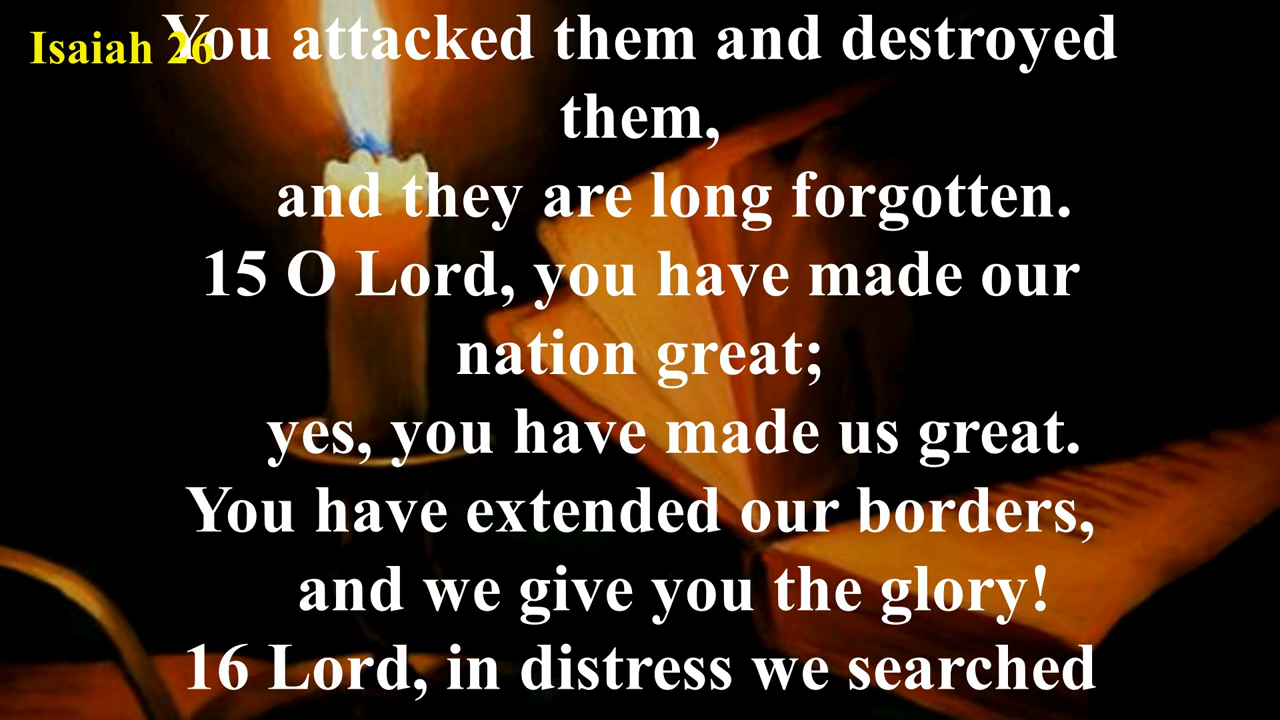 Isaiah 26
You attacked them and destroyed
them,
and they are long forgotten.
15 O Lord, you have made our
nation great;
yes, you have made us great.
You have extended our borders,
and we give you the glory!
16 Lord, in distress we searched